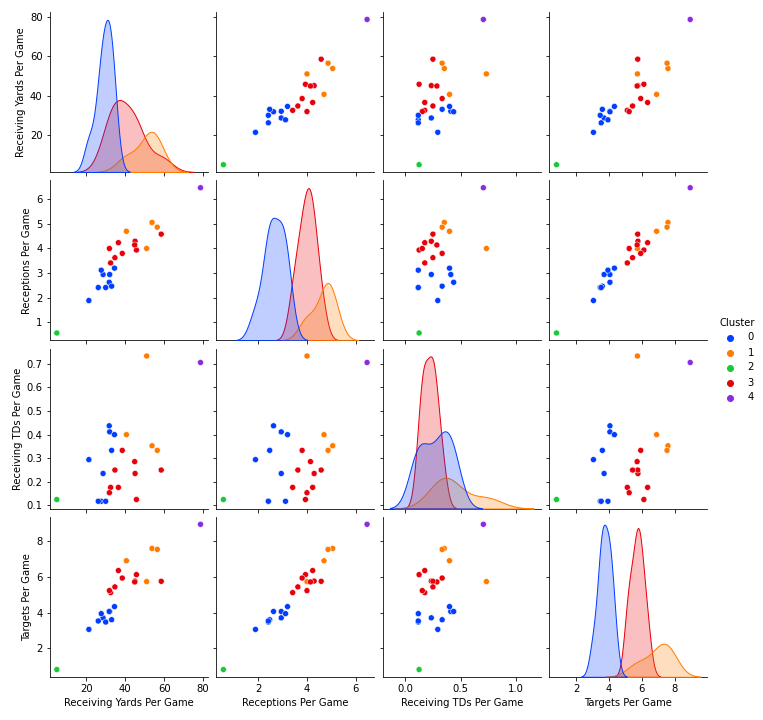 Receiving Yards Per Game
80
60
40
20
Receptions Per Game
6
5
4
3
2
1
Receiving TDs Per Game
0.7
0.6
0.5
0.4
0.3
0.2
0.1
Targets Per Game
8
6
4
2
20 40 60 80
2 4 6
0.0 0.5 1.0
2 4 6 8
Receiving Yards Per Game
Receptions Per Game
Receiving TDs Per Game
Targets Per Game
Cluster
0
1
2
3
4